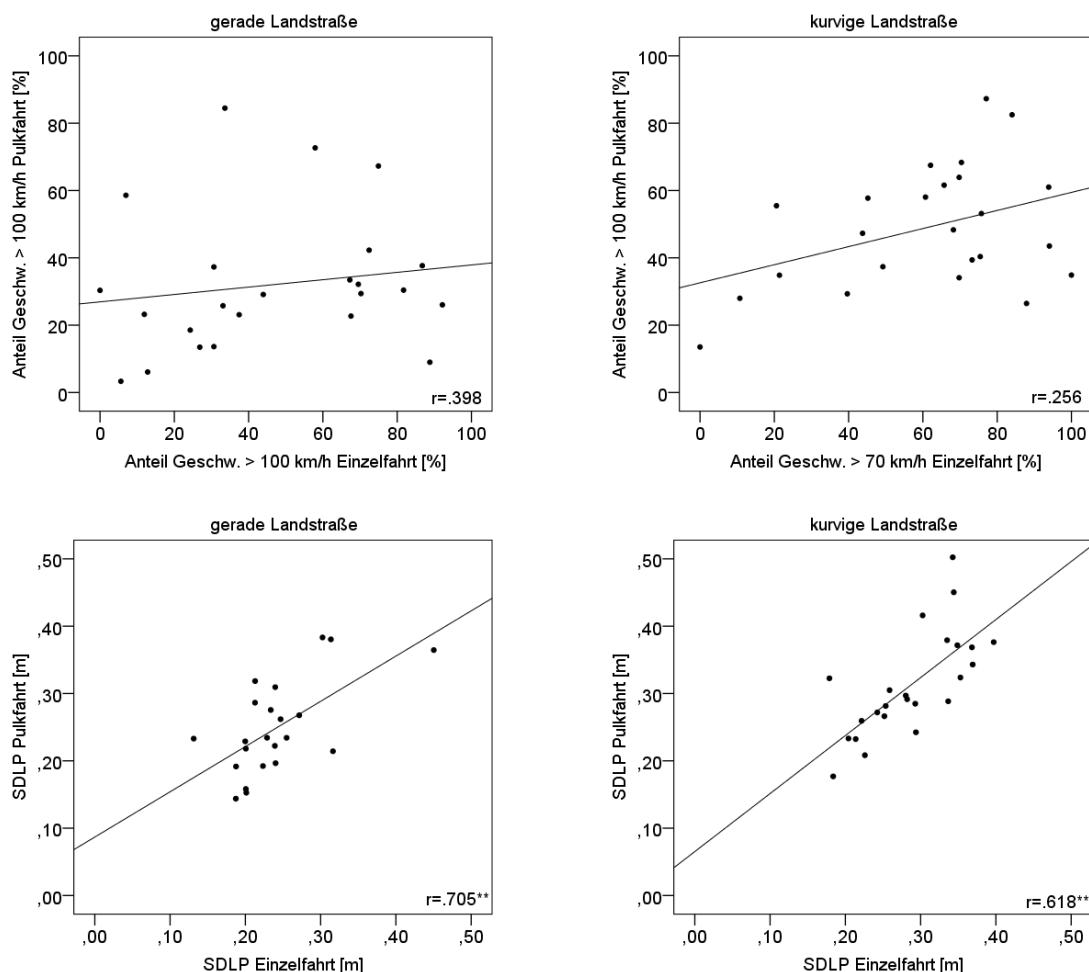 gerade Landstraße
Anteil Geschw. > 100 km/h Pulkfahrt [%]
100
80
60
40
20
0
r=.398
0 20 40 60 80 100
Anteil Geschw. > 100 km/h Einzelfahrt [%]
kurvige Landstraße
Anteil Geschw. > 100 km/h Pulkfahrt [%]
100
80
60
40
20
0
r=.256
0 20 40 60 80 100
Anteil Geschw. > 70 km/h Einzelfahrt [%]
gerade Landstraße
SDLP Pulkfahrt [m]
,50
,40
,30
,20
,10
,00
r=.705**
,00 ,10 ,20 ,30 ,40 ,50
SDLP Einzelfahrt [m]
kurvige Landstraße
SDLP Pulkfahrt [m]
,50
,40
,30
,20
,10
,00
r=.618**
,00 ,10 ,20 ,30 ,40 ,50
SDLP Einzelfahrt [m]